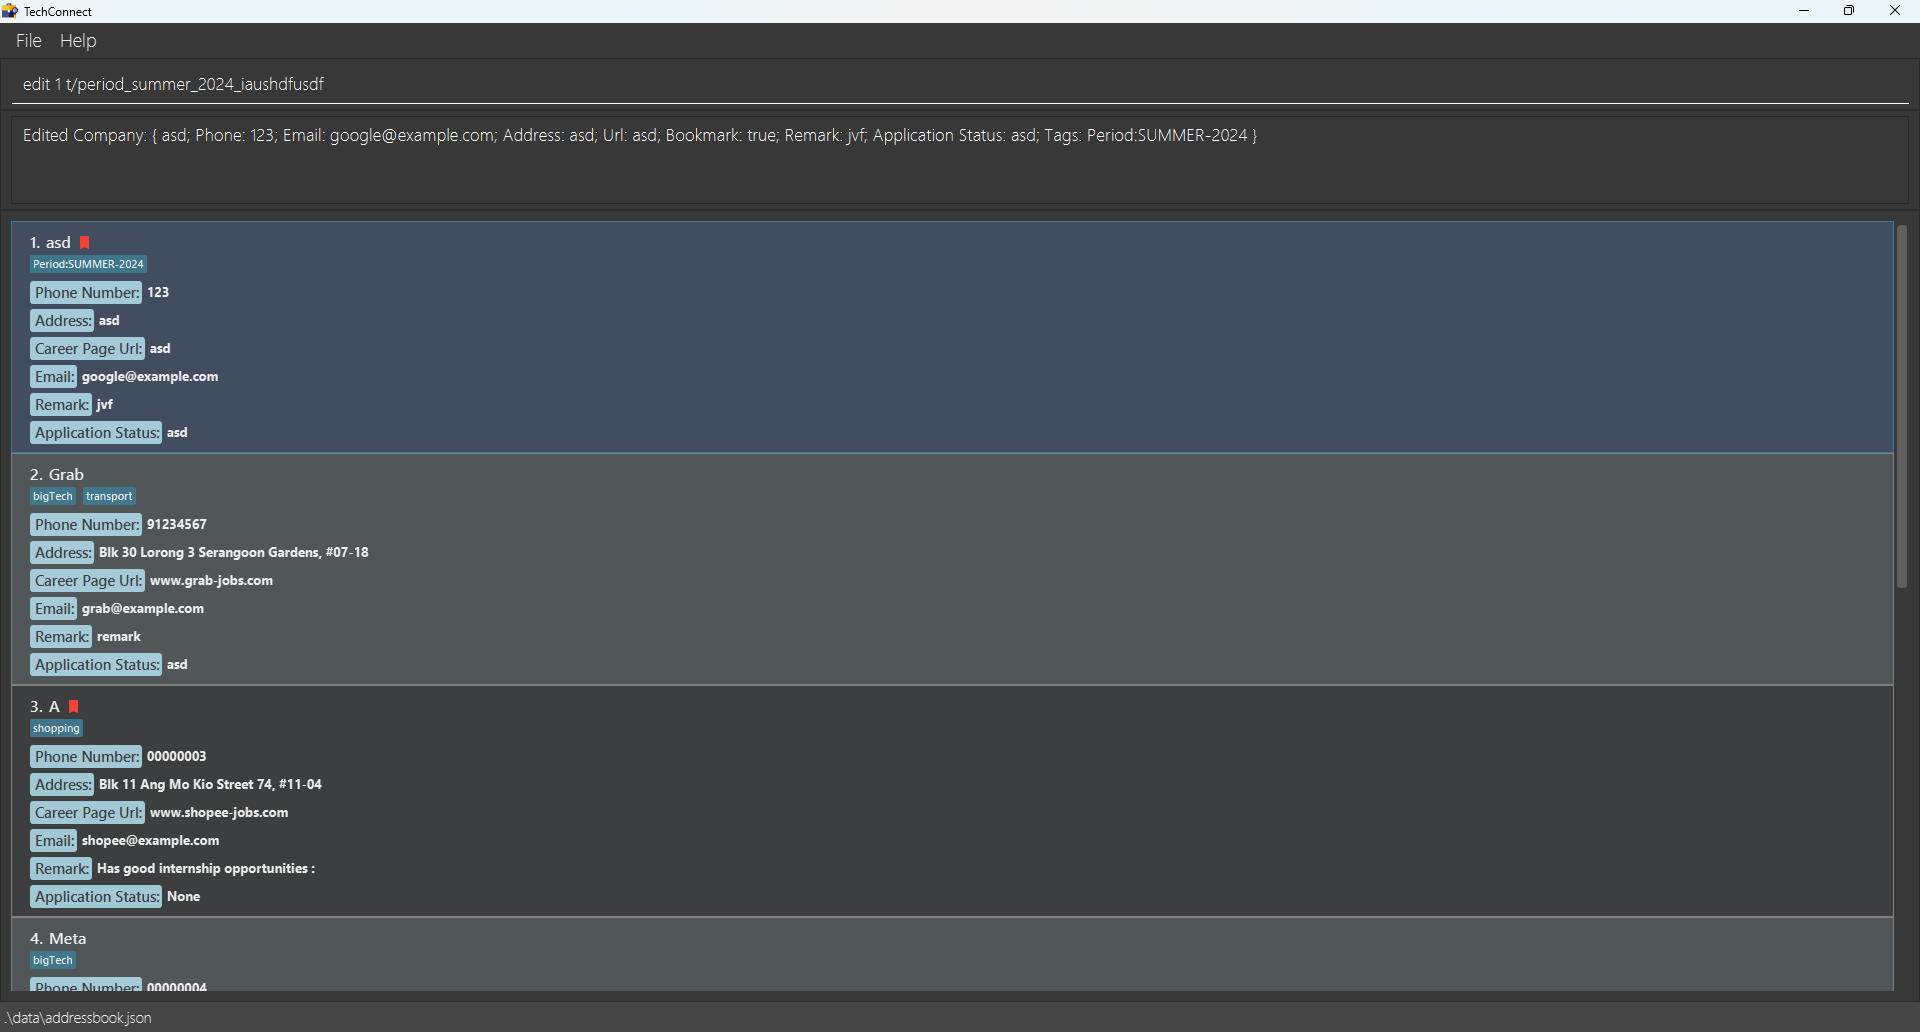 TechConnect
File Help
edit 1 t/period_summer_2024_iaushdfusdf
Edited Company: { asd; Phone: 123; Email: google@example.com; Address: asd; Url: asd; Bookmark: true; Remark: jvf; Application Status: asd; Tags: Period:SUMMER-2024 }
1. asd
Period:SUMMER-2024
Phone Number: 123
Address: asd
Career Page Url: asd
Email: google@example.com
Remark: jvf
Application Status: asd
2. Grab
bigTech transport
Phone Number: 91234567
Address: Blk 30 Lorong 3 Serangoon Gardens, #07-18
Career Page Url: www.grab-jobs.com
Email: grab@example.com
Remark: remark
Application Status: asd
3. A
shopping
Phone Number: 00000003
Address: Blk 11 Ang Mo Kio Street 74, #11-04
Career Page Url: www.shopee-jobs.com
Email: shopee@example.com
Remark: Has good internship opportunities :
Application Status: None
4. Meta
bigTech
Phone Number: 00000004
.\data\addressbook.json